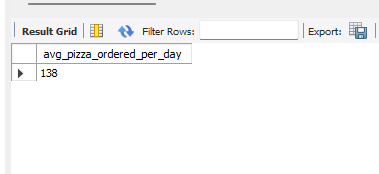 Result Grid Filter Rows: Export:
avg_pizza_ordered_per_day
138